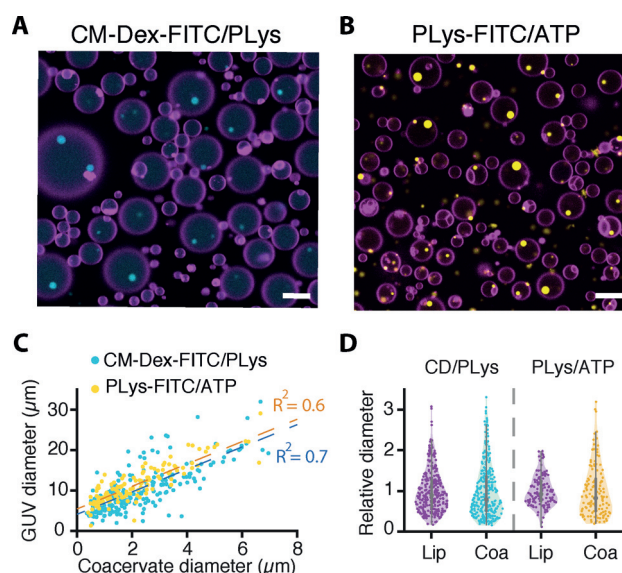 A
CM-Dex-FITC/PLys
B
PLys-FITC/ATP
C
CM-Dex-FITC/PLys
PLys-FITC/ATP
R² = 0.6
R² = 0.7
GUV diameter (µm)
30
20
10
0
0 2 4 6 8
Coacervate diameter (µm)
D
CD/PLys PLys/ATP
Relative diameter
3
2
1
0
Lip Coa Lip Coa